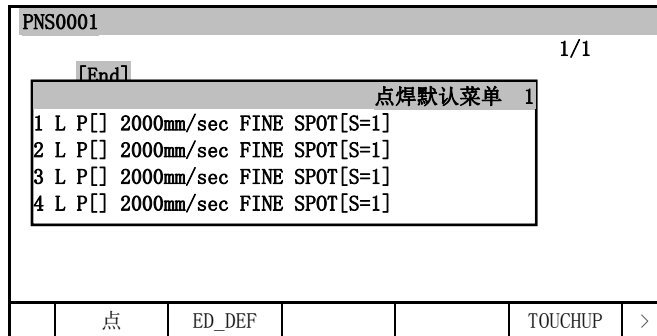 PNS0001
1/1
[End]
点焊默认菜单 1
1 L P[] 2000mm/sec FINE SPOT[S=1]
2 L P[] 2000mm/sec FINE SPOT[S=1]
3 L P[] 2000mm/sec FINE SPOT[S=1]
4 L P[] 2000mm/sec FINE SPOT[S=1]
点 ED_DEF TOUCHUP >